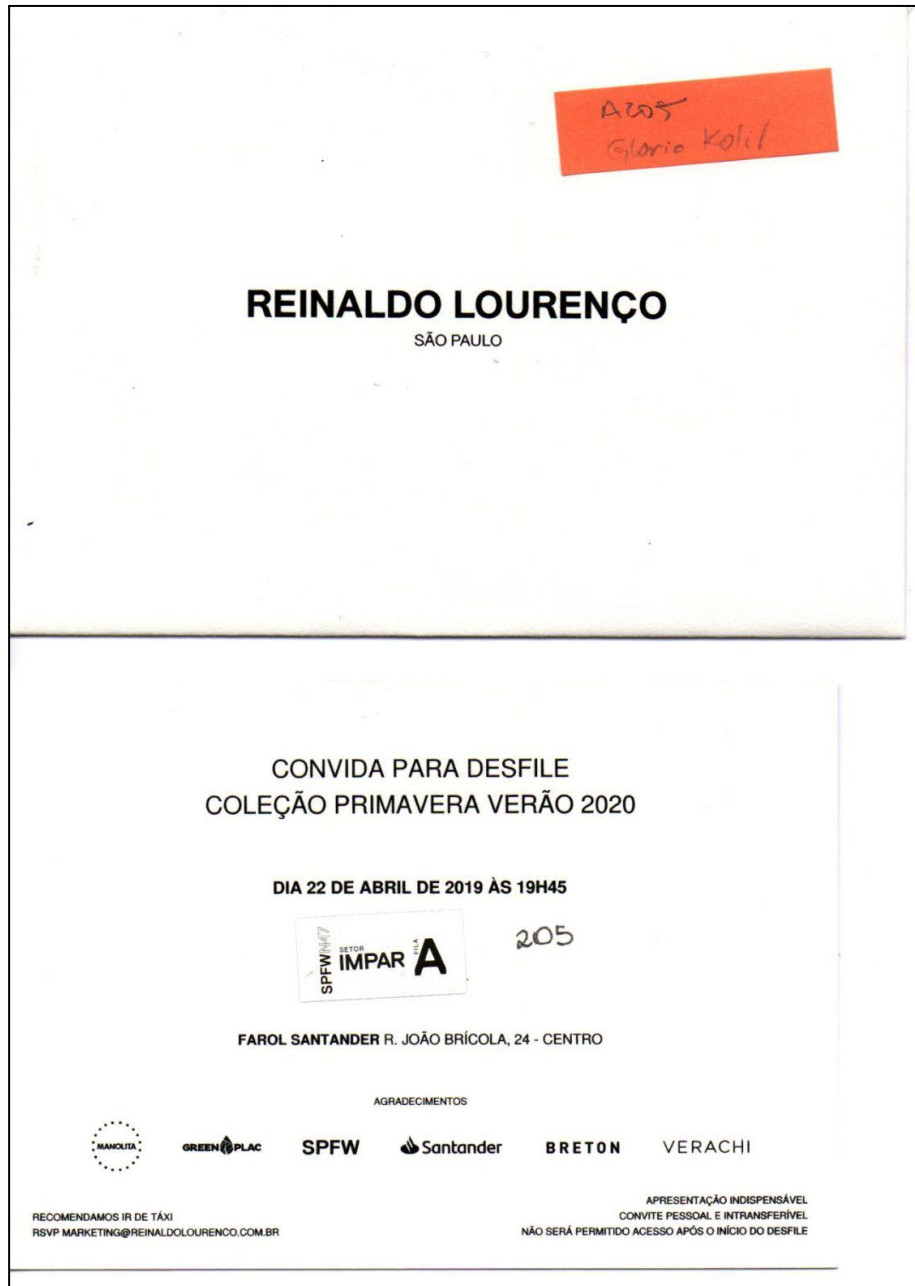 A205
Gloria Kalil
REINALDO LOURENÇO
SÃO PAULO
CONVIDA PARA DESFILE
COLEÇÃO PRIMAVERA VERÃO 2020
DIA 22 DE ABRIL DE 2019 ÀS 19H45
SPFWN47
SETOR
IMPAR
FILA
A
205
FAROL SANTANDER R. JOÃO BRÍCOLA, 24 - CENTRO
AGRADECIMENTOS
MANOLITA GREEN PLAC SPFW Santander BRETON VERACHI
RECOMENDAMOS IR DE TÁXI
RSVP MARKETING@REINALDOLOURENCO.COM.BR
APRESENTAÇÃO INDISPENSÁVEL
CONVITE PESSOAL E INTRANSFERÍVEL
NÃO SERÁ PERMITIDO ACESSO APÓS O INÍCIO DO DESFILE